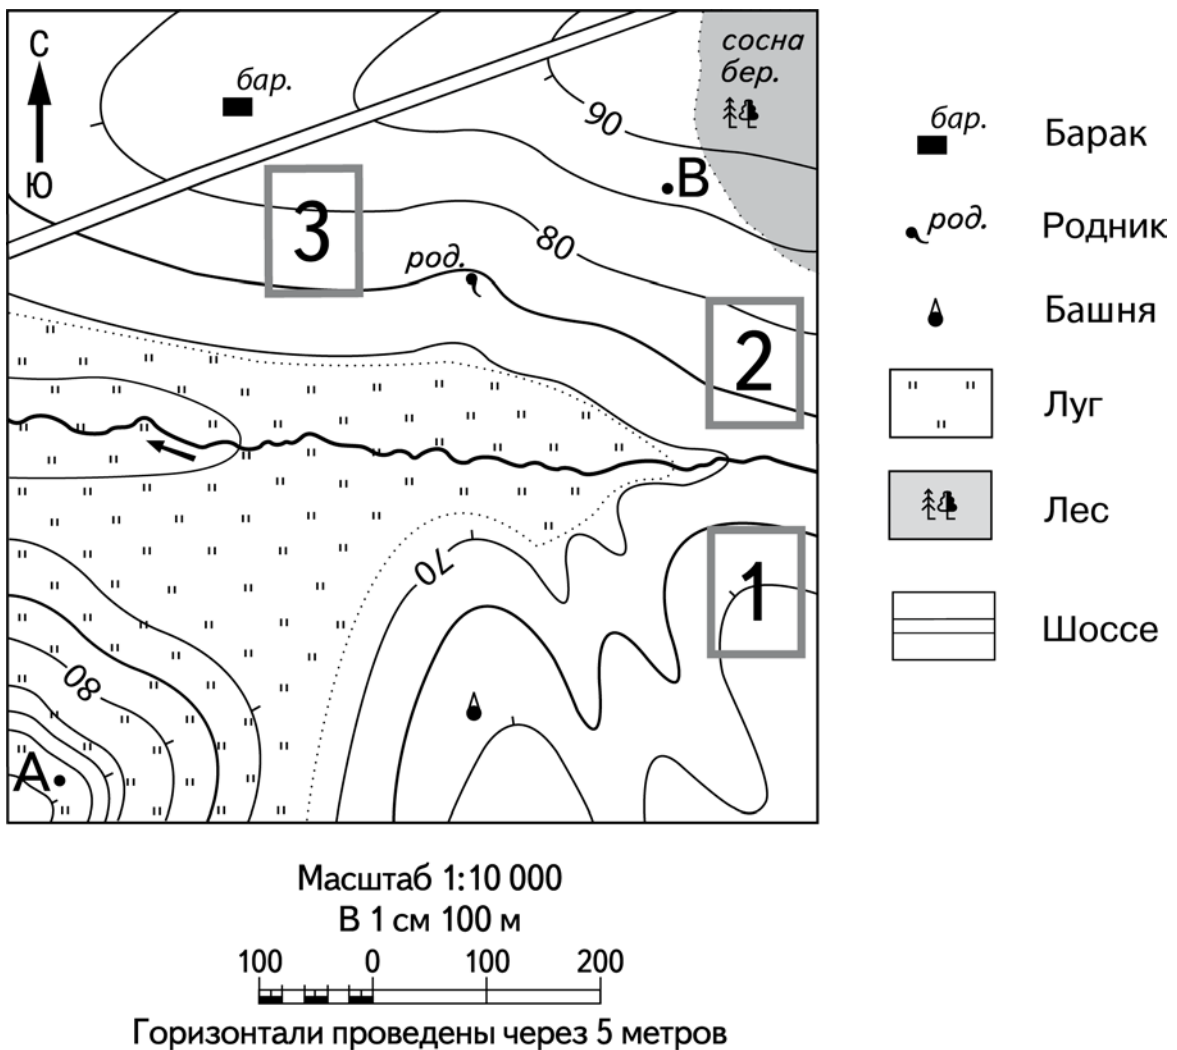 С
Ю
бар.
сосна
бер.
90
В
3
80
род.
2
70
1
80
А
бар.
Барак
род.
Родник
Башня
Луг
Лес
Шоссе
Масштаб 1:10 000
В 1 см 100 м
100 0 100 200
Горизонтали проведены через 5 метров